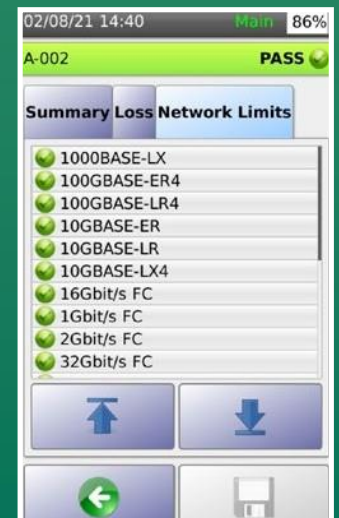 02/08/21 14:40 Main 86%
A-002 PASS
Summary Loss Network Limits
1000BASE-LX
100GBASE-ER4
100GBASE-LR4
10GBASE-ER
10GBASE-LR
10GBASE-LX4
16Gbit/s FC
1Gbit/s FC
2Gbit/s FC
32Gbit/s FC